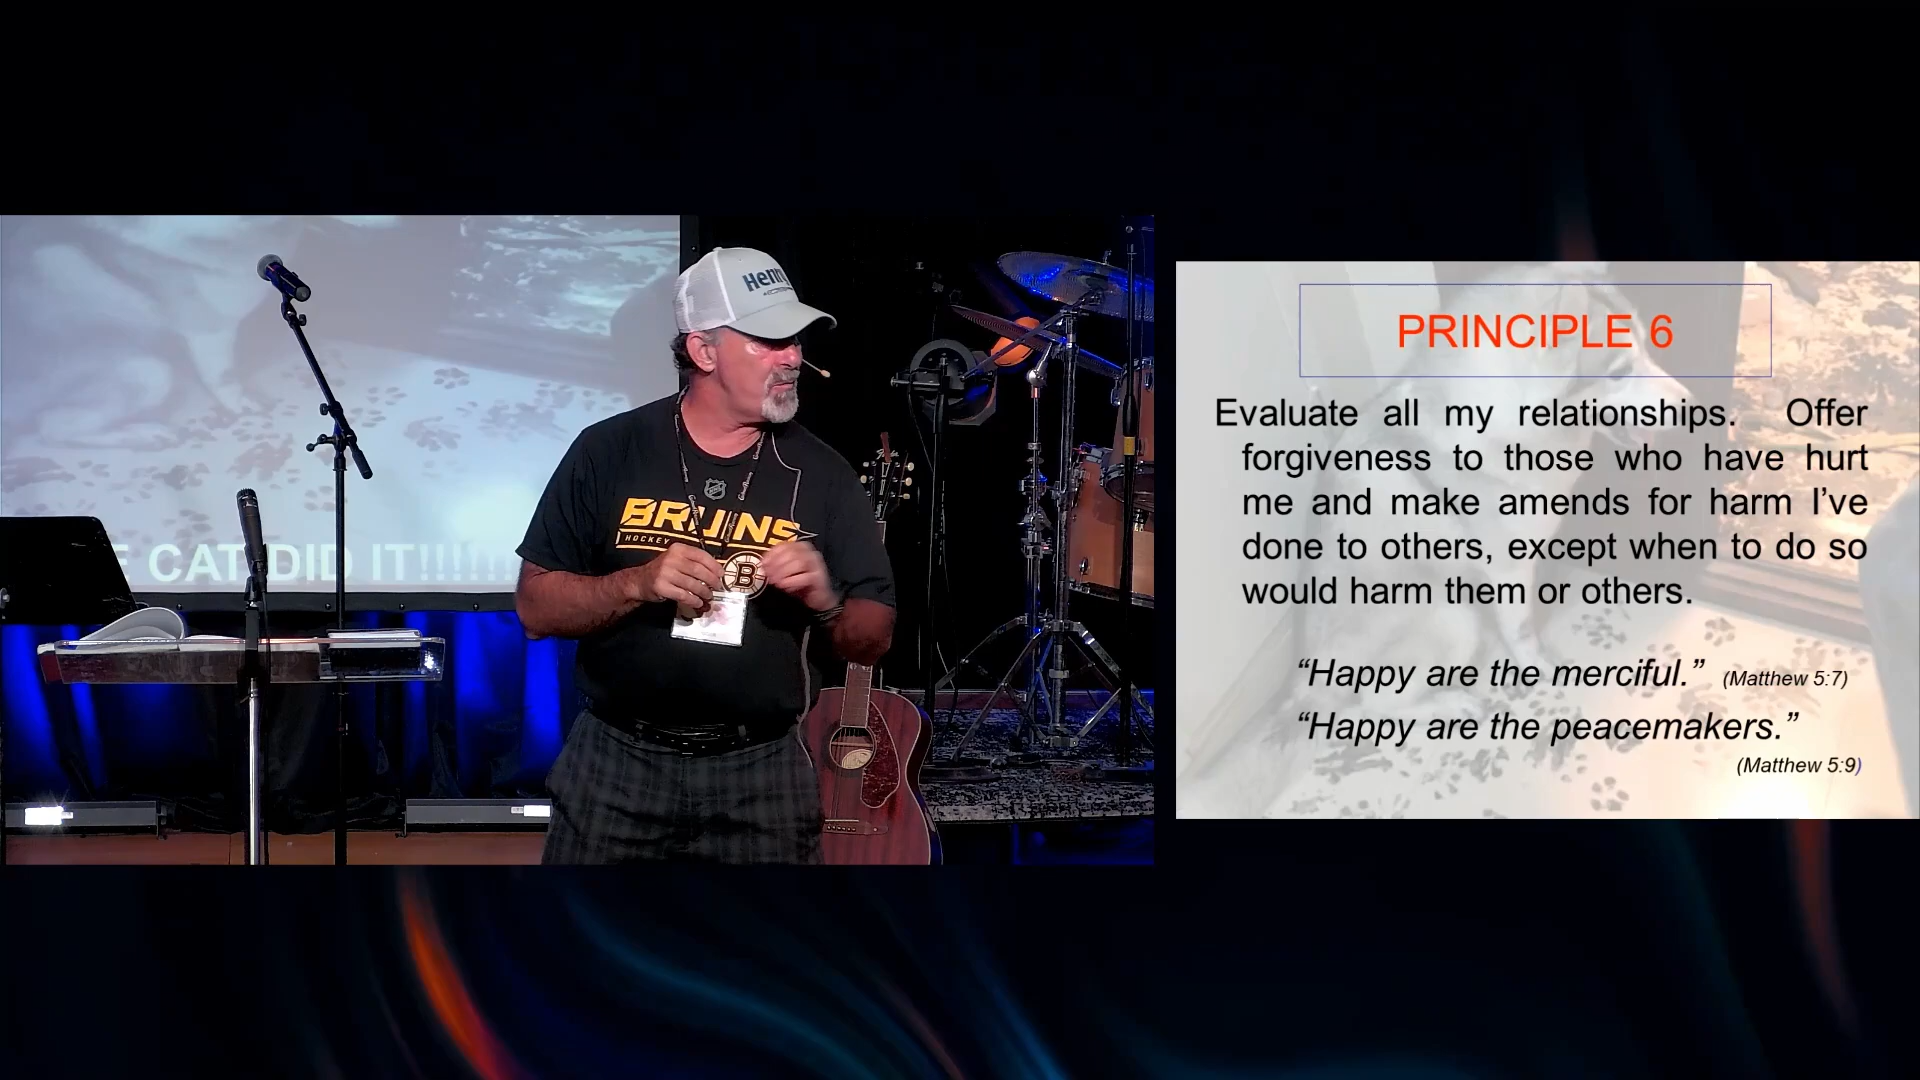 CAT DID IT!!!!!!
Henry
BRUINS
HOCKEY
B
PRINCIPLE 6
Evaluate all my relationships. Offer
forgiveness to those who have hurt
me and make amends for harm I’ve
done to others, except when to do so
would harm them or others.
“Happy are the merciful.” (Matthew 5:7)
“Happy are the peacemakers.”
(Matthew 5:9)